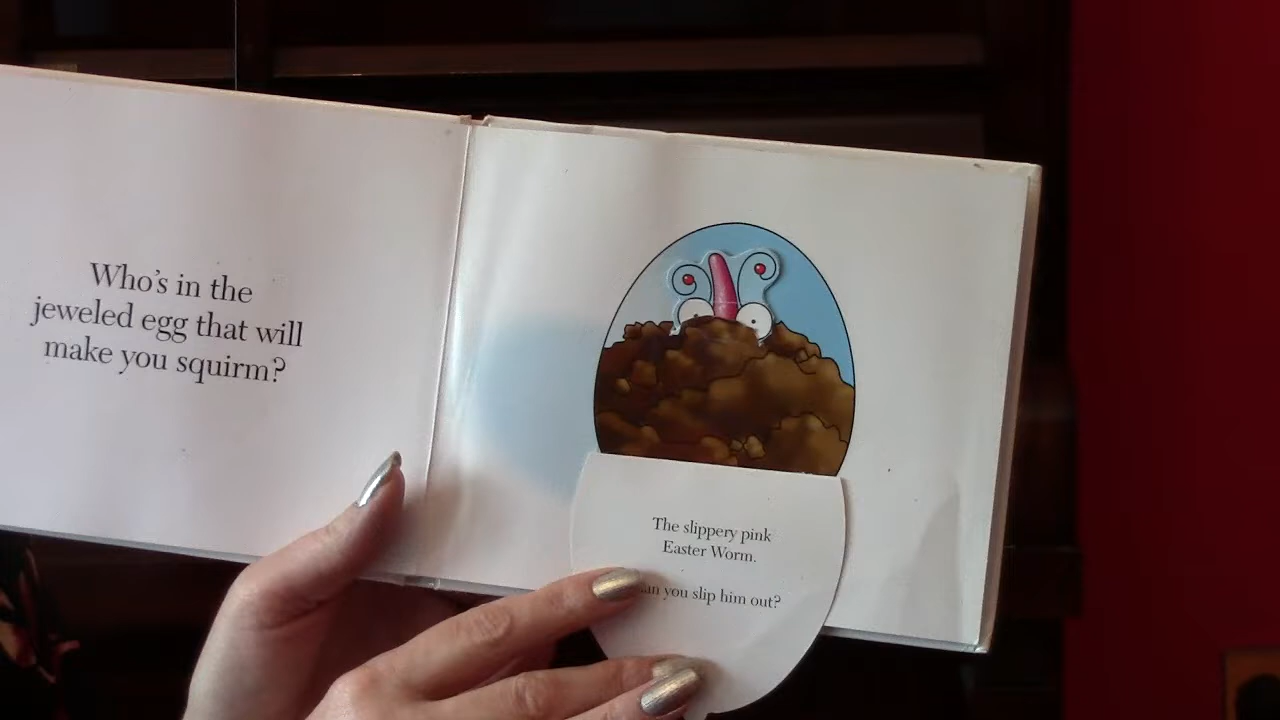 Who's in the
jeweled egg that will
make you squirm?
The slippery pink
Easter Worm.
you slip him out?